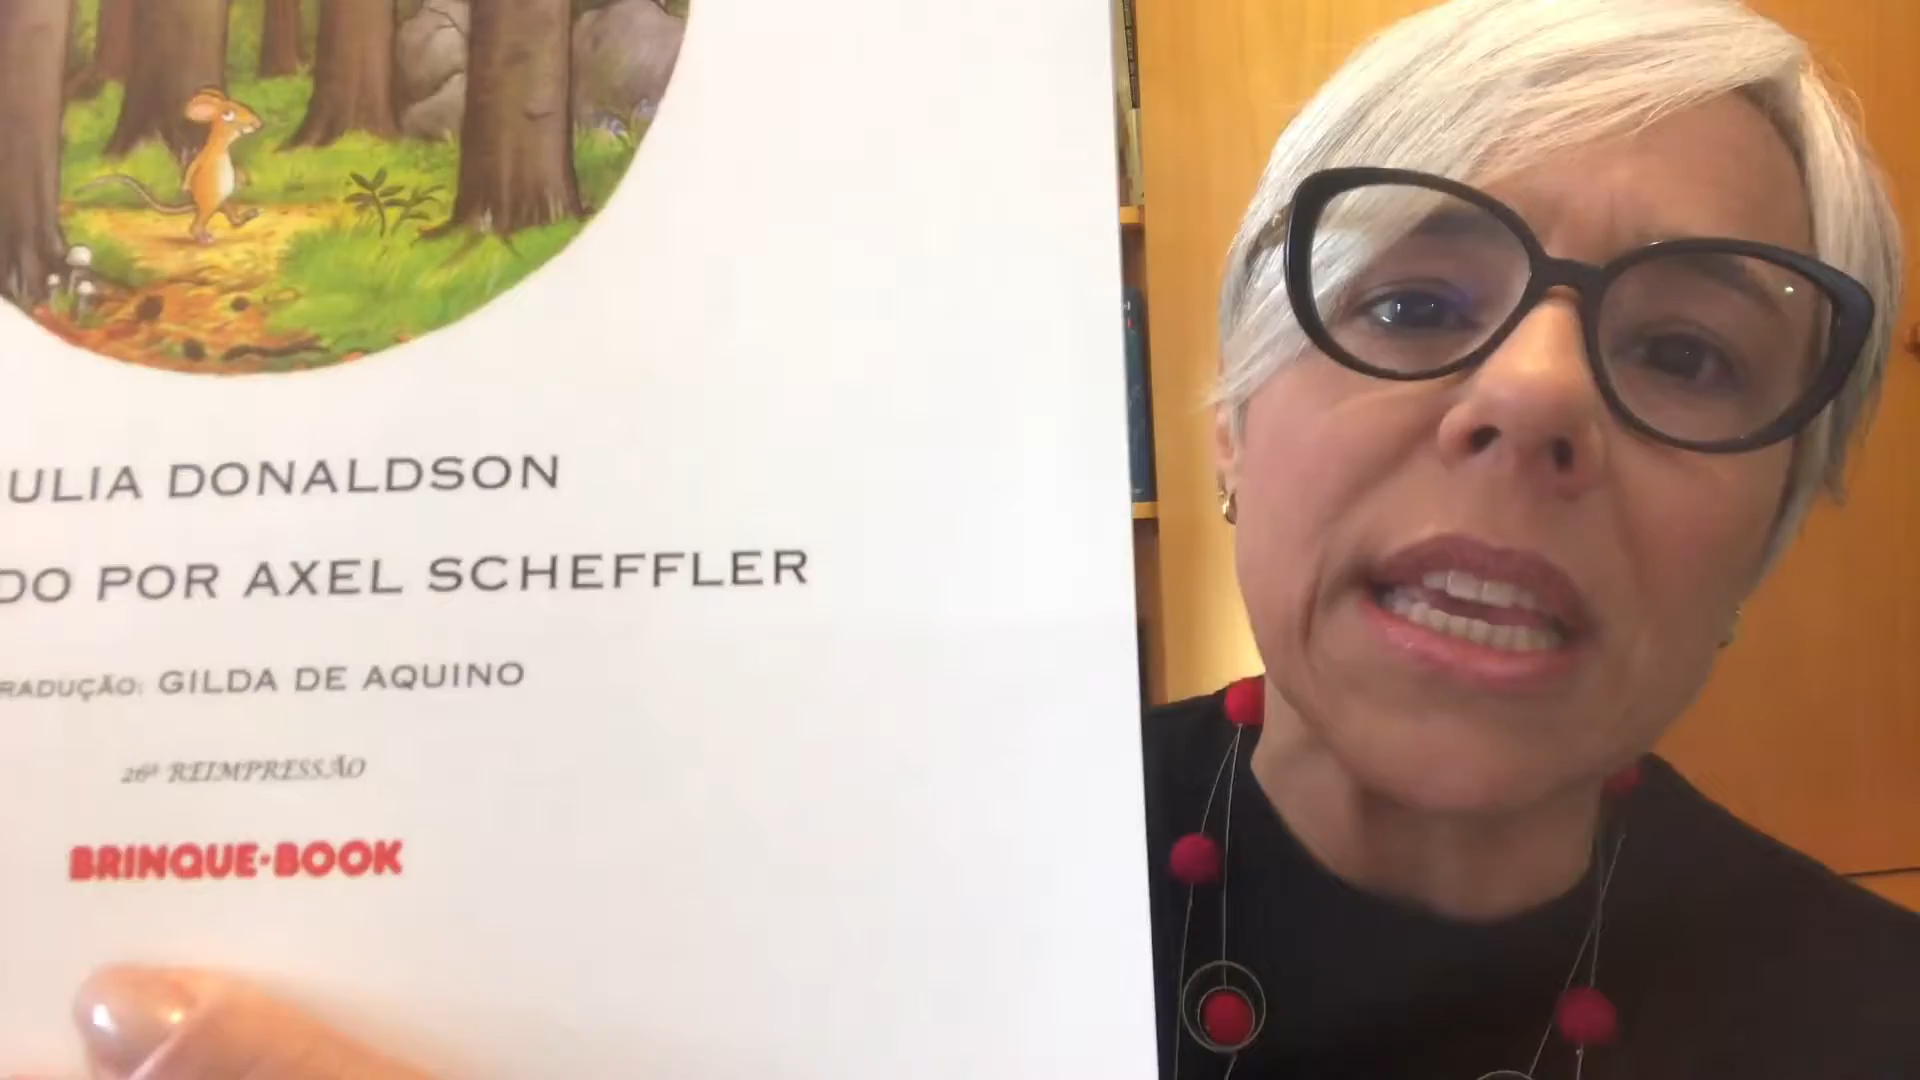 ULIA DONALDSON
DO POR AXEL SCHEFFLER
RADUÇÃO: GILDA DE AQUINO
26ª REIMPRESSÃO
BRINQUE-BOOK